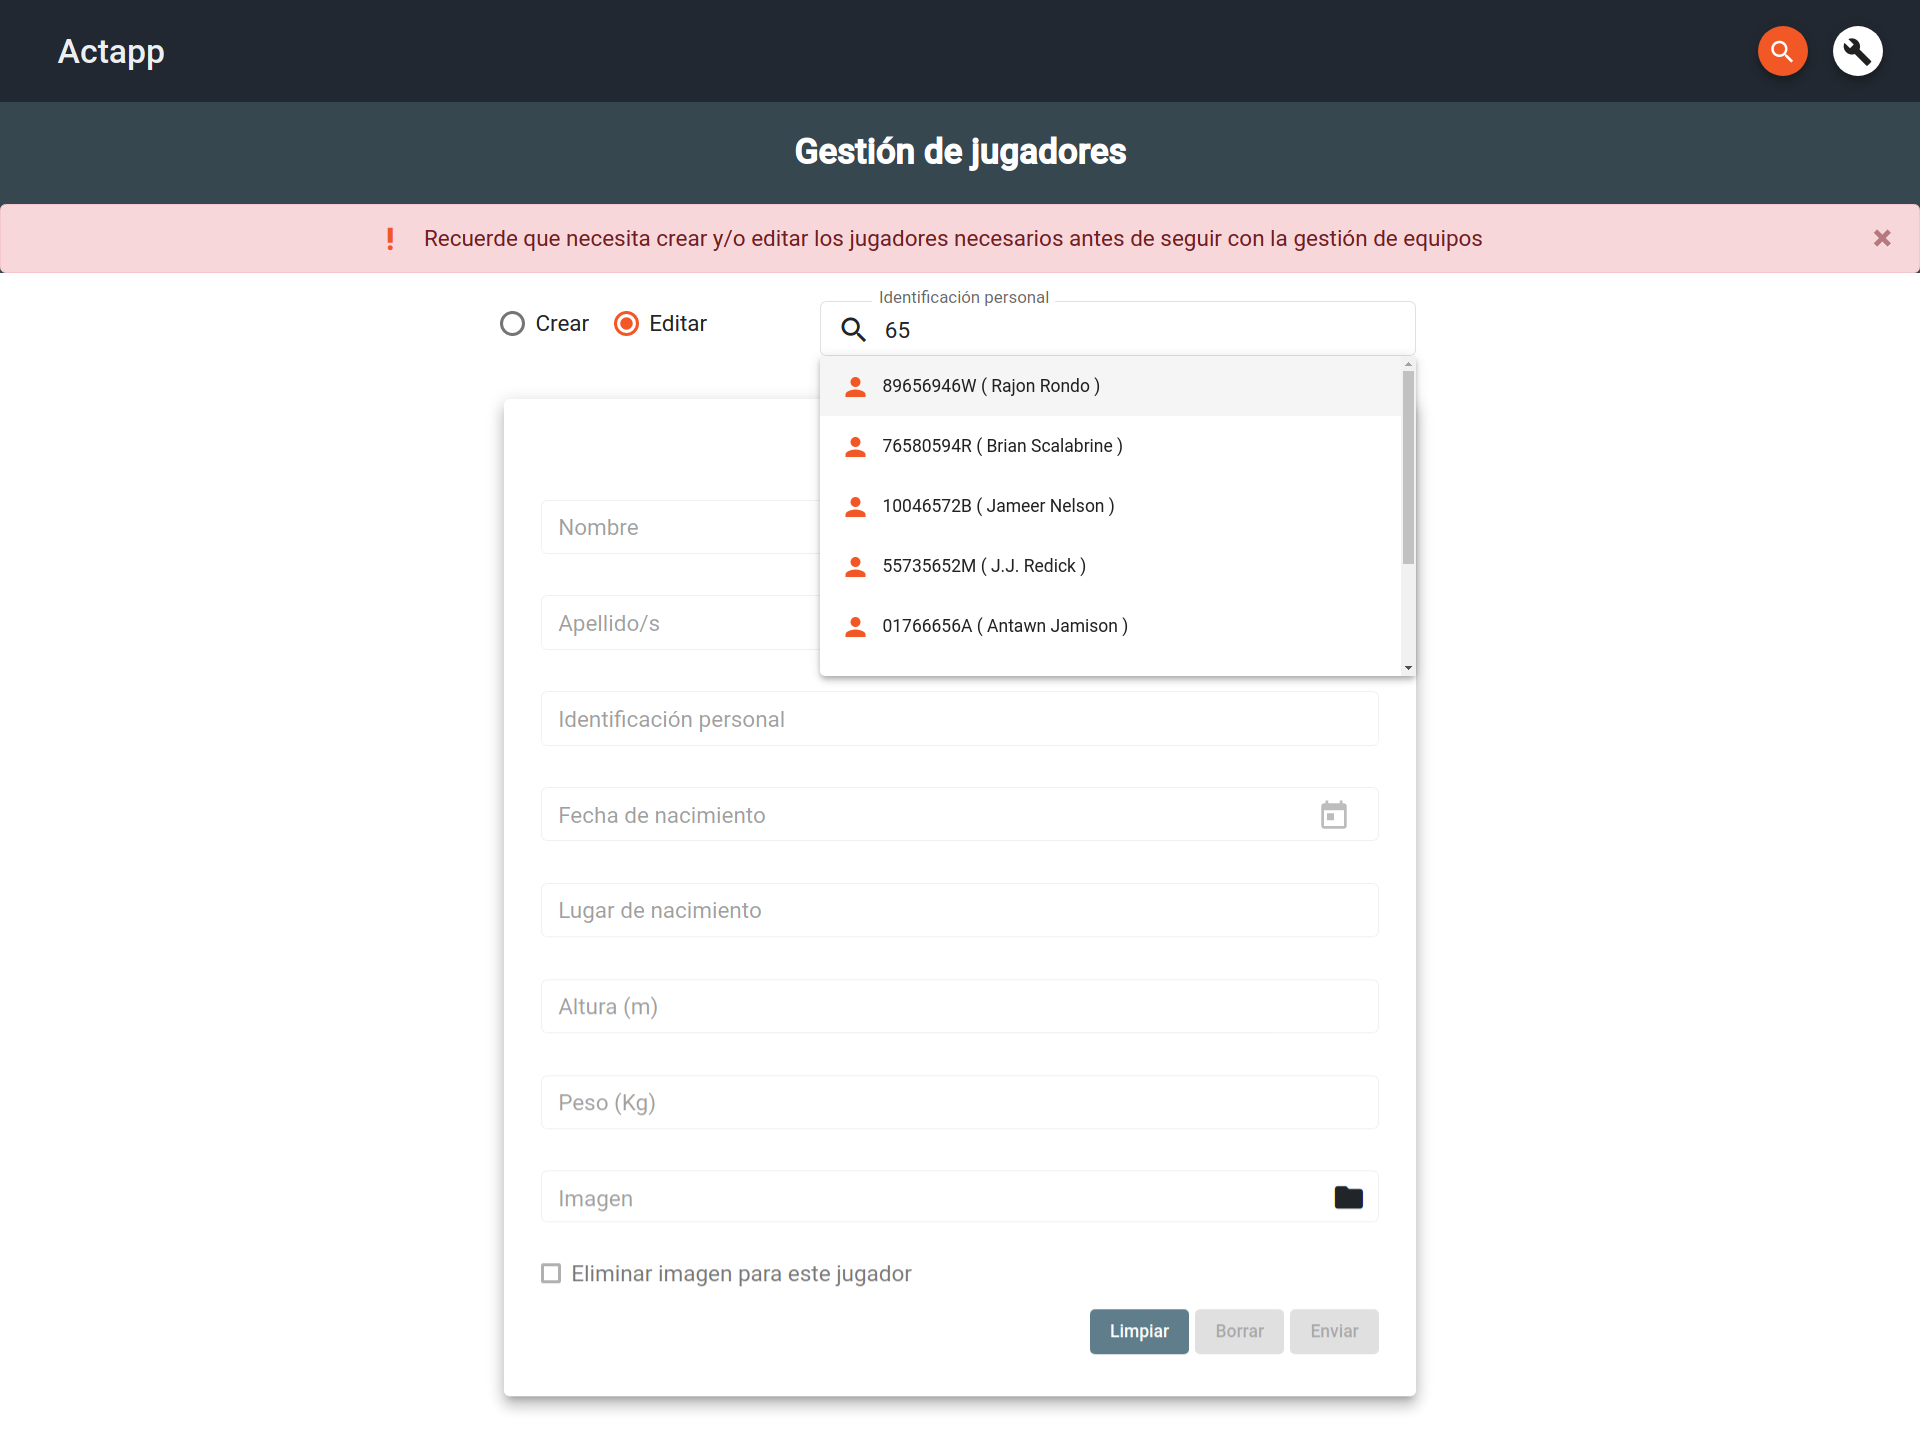 Actapp
Gestión de jugadores
Recuerde que necesita crear y/o editar los jugadores necesarios antes de seguir con la gestión de equipos
Crear
Editar
Identificación personal
65
89656946W ( Rajon Rondo )
76580594R ( Brian Scalabrine )
10046572B ( Jameer Nelson )
55735652M ( J.J. Redick )
01766656A ( Antawn Jamison )
Nombre
Apellido/s
Identificación personal
Fecha de nacimiento
Lugar de nacimiento
Altura (m)
Peso (Kg)
Imagen
Eliminar imagen para este jugador
Limpiar
Borrar
Enviar